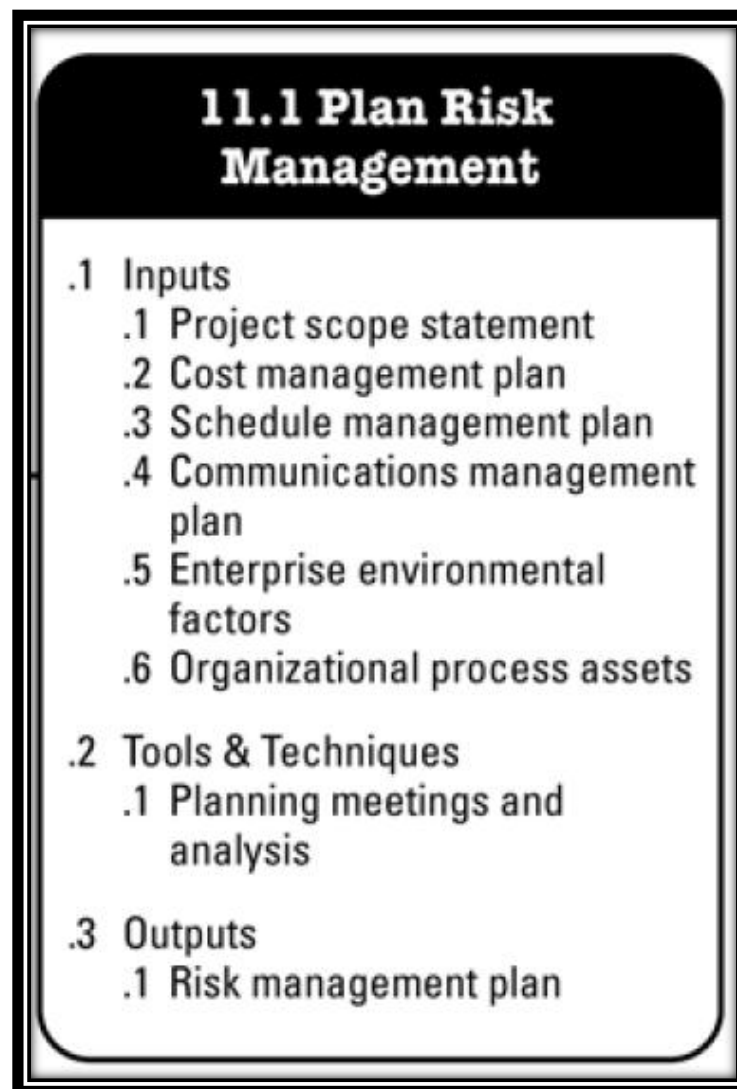 11.1 Plan Risk
Management
.1 Inputs
.1 Project scope statement
.2 Cost management plan
.3 Schedule management plan
.4 Communications management
plan
.5 Enterprise environmental
factors
.6 Organizational process assets
.2 Tools & Techniques
.1 Planning meetings and
analysis
.3 Outputs
.1 Risk management plan